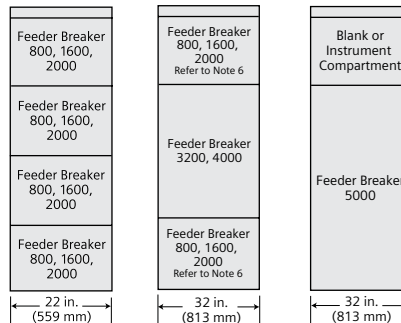 Feeder Breaker
800, 1600,
2000
Feeder Breaker
800, 1600,
2000
Feeder Breaker
800, 1600,
2000
Feeder Breaker
800, 1600,
2000
22 in.
(559 mm)
Feeder Breaker
800, 1600,
2000
Refer to Note 6
Feeder Breaker
3200, 4000
Feeder Breaker
800, 1600,
2000
Refer to Note 6
32 in.
(813 mm)
Blank or
Instrument
Compartment
Feeder Breaker
5000
32 in.
(813 mm)